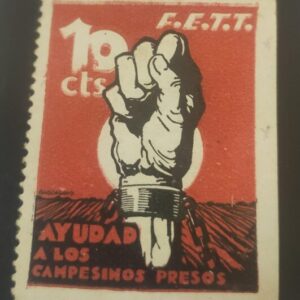 F.E.T.T.
10
cts
AYUDAD
A LOS
CAMPESINOS PRESOS